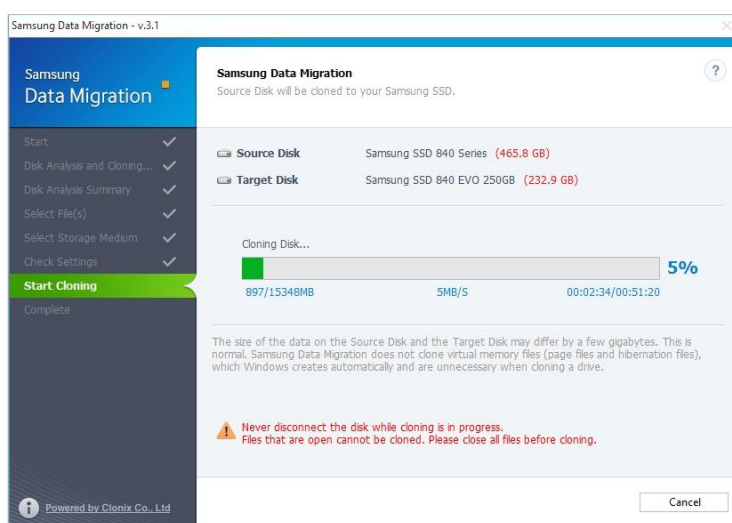 Samsung Data Migration - v.3.1
Samsung
Data Migration
Samsung Data Migration
Source Disk will be cloned to your Samsung SSD.
?
Start
Disk Analysis and Cloning...
Disk Analysis Summary
Select File(s)
Select Storage Medium
Check Settings
Start Cloning
Complete
Source Disk Samsung SSD 840 Series (465.8 GB)
Target Disk Samsung SSD 840 EVO 250GB (232.9 GB)
Cloning Disk...
5%
897/15348MB 5MB/S 00:02:34/00:51:20
The size of the data on the Source Disk and the Target Disk may differ by a few gigabytes. This is
normal. Samsung Data Migration does not clone virtual memory files (page files and hibernation files),
which Windows creates automatically and are unnecessary when cloning a drive.
Never disconnect the disk while cloning is in progress.
Files that are open cannot be cloned. Please close all files before cloning.
Powered by Clonix Co., Ltd
Cancel